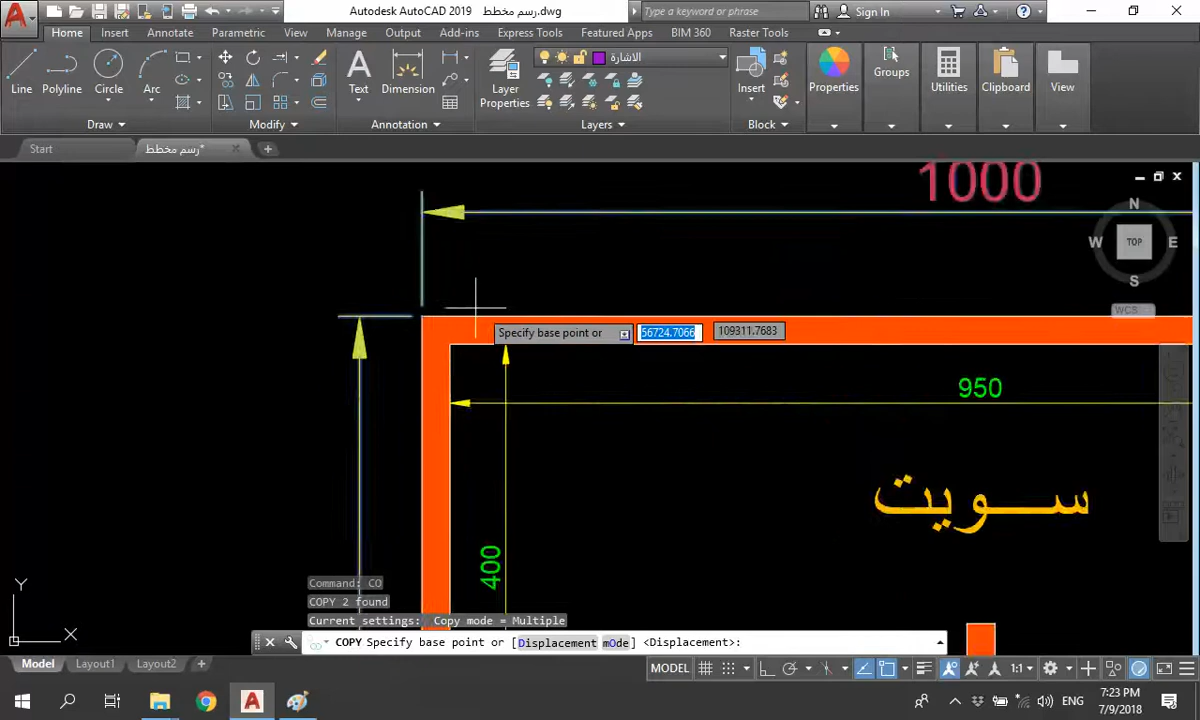 Autodesk AutoCAD 2019 رسم مخطط.dwg
Type a keyword or phrase
Sign In
Home Insert Annotate Parametric View Manage Output Add-ins Express Tools Featured Apps BIM 360 Raster Tools
الاشارة
Line Polyline Circle Arc Text Dimension Layer Properties Insert Properties Groups Utilities Clipboard View
Draw Modify Annotation Layers Block
Start رسم مخطط*
1000
N
W TOP E
S
WCS
Specify base point or 56724.7066 109311.7683
950
سـويت
400
Command: CO
COPY 2 found
Current settings: Copy mode = Multiple
Y
X
COPY Specify base point or [Displacement mOde] <Displacement>:
Model Layout1 Layout2 +
MODEL 1:1
ENG
7:23 PM
7/9/2018